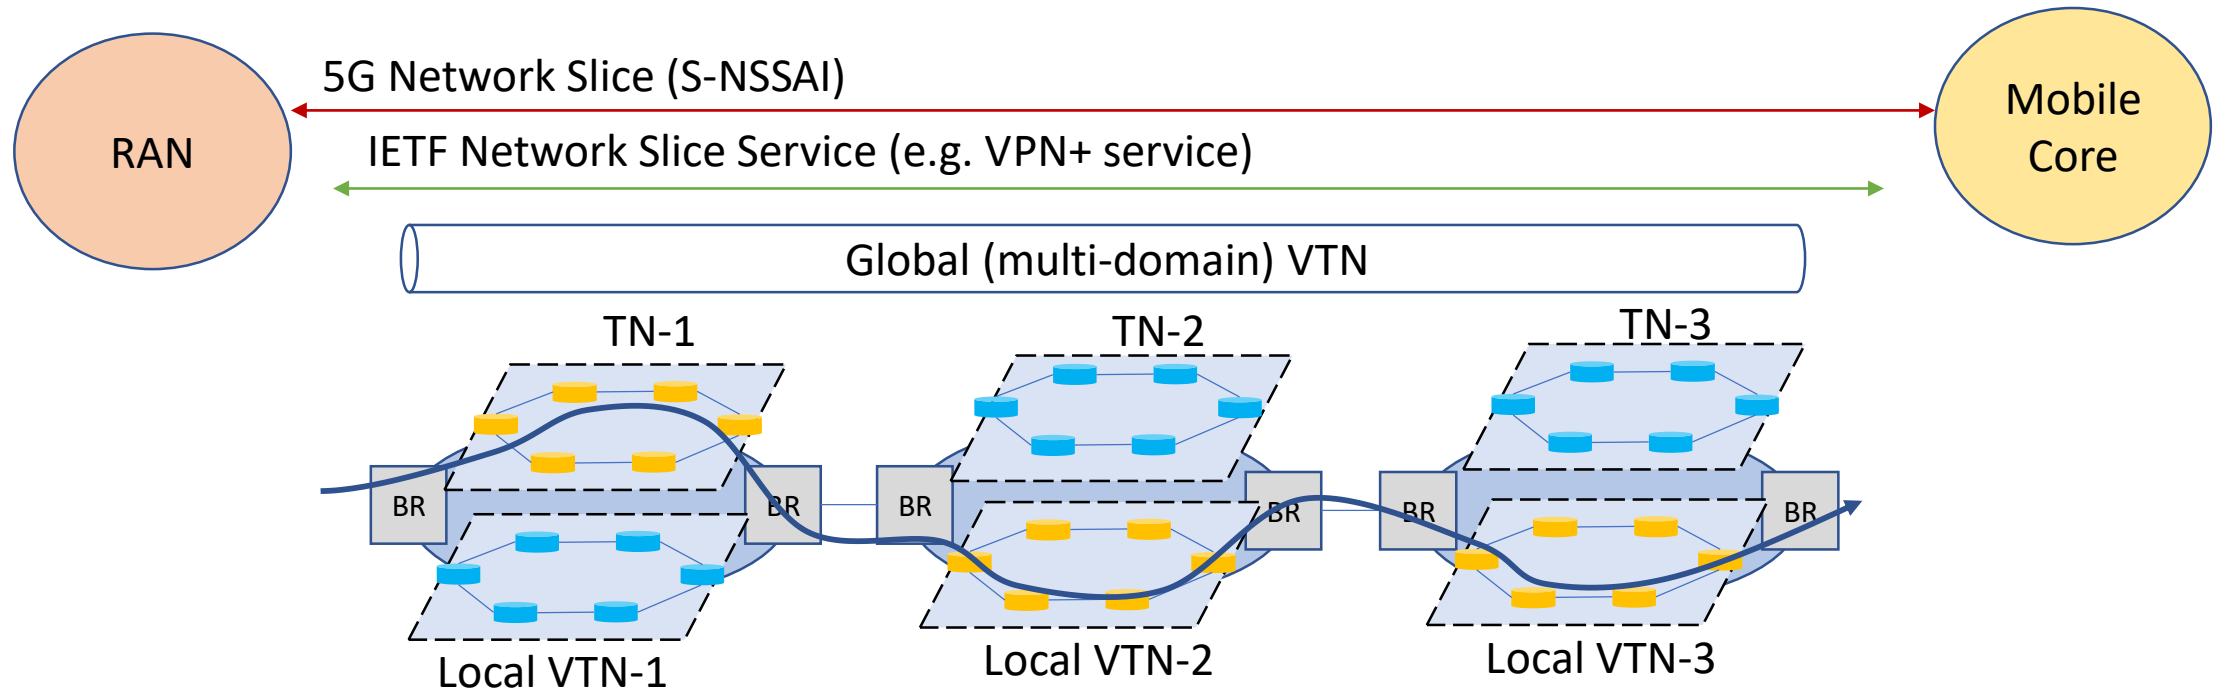 5G Network Slice (S-NSSAI)
RAN
Mobile
Core
IETF Network Slice Service (e.g. VPN+ service)
Global (multi-domain) VTN
TN-1
TN-2
TN-3
BR
BR
BR
BR
BR
BR
Local VTN-1
Local VTN-2
Local VTN-3